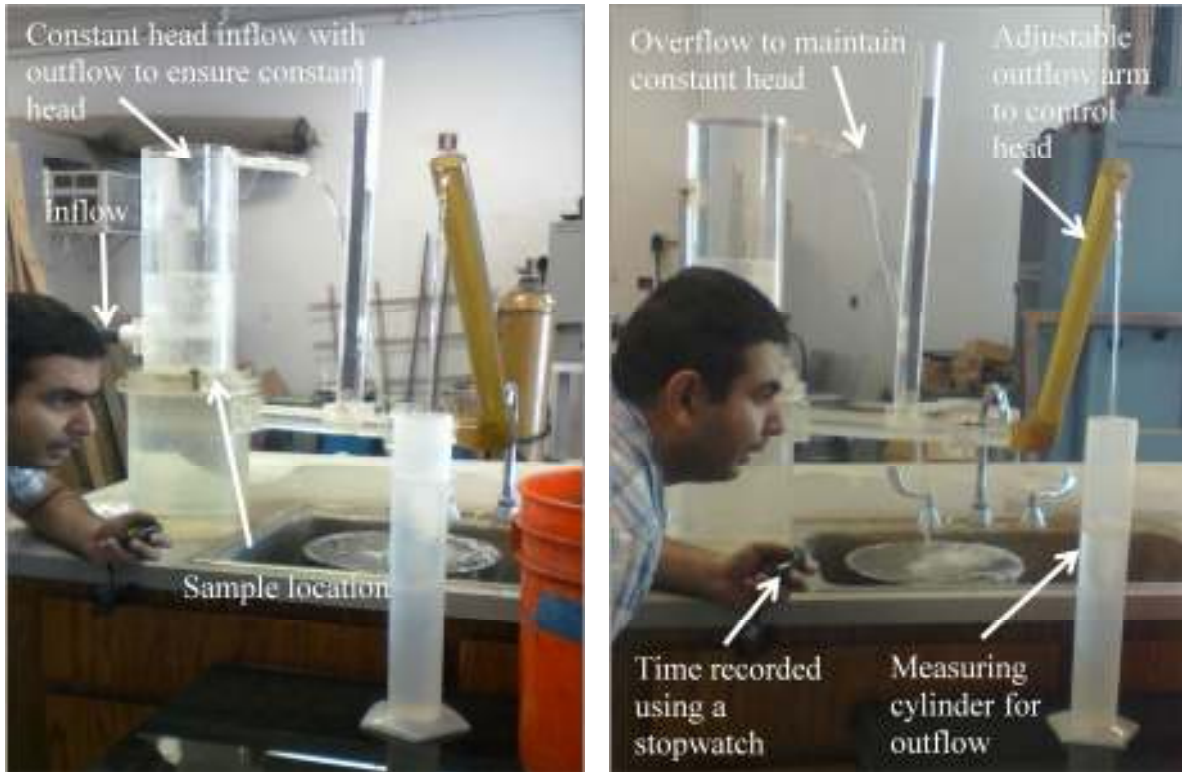 Constant head inflow with
outflow to ensure constant
head
inflow
Sample location
Overflow to maintain
constant head
Adjustable
outflow arm
to control
head
Time recorded
using a
stopwatch
Measuring
cylinder for
outflow